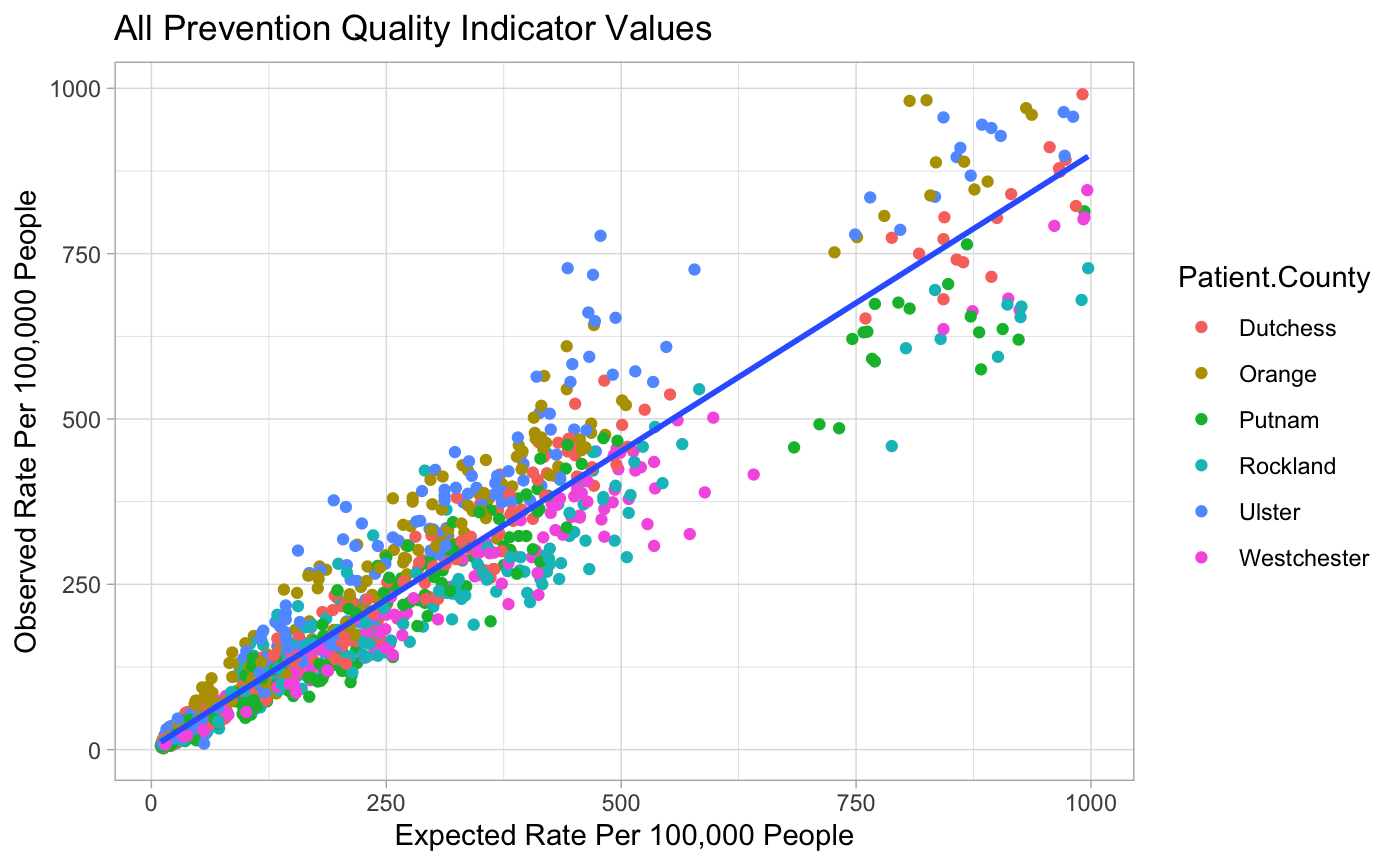 All Prevention Quality Indicator Values
1000
750
500
250
0
Observed Rate Per 100,000 People
0 250 500 750 1000
Expected Rate Per 100,000 People
Patient.County
Dutchess
Orange
Putnam
Rockland
Ulster
Westchester